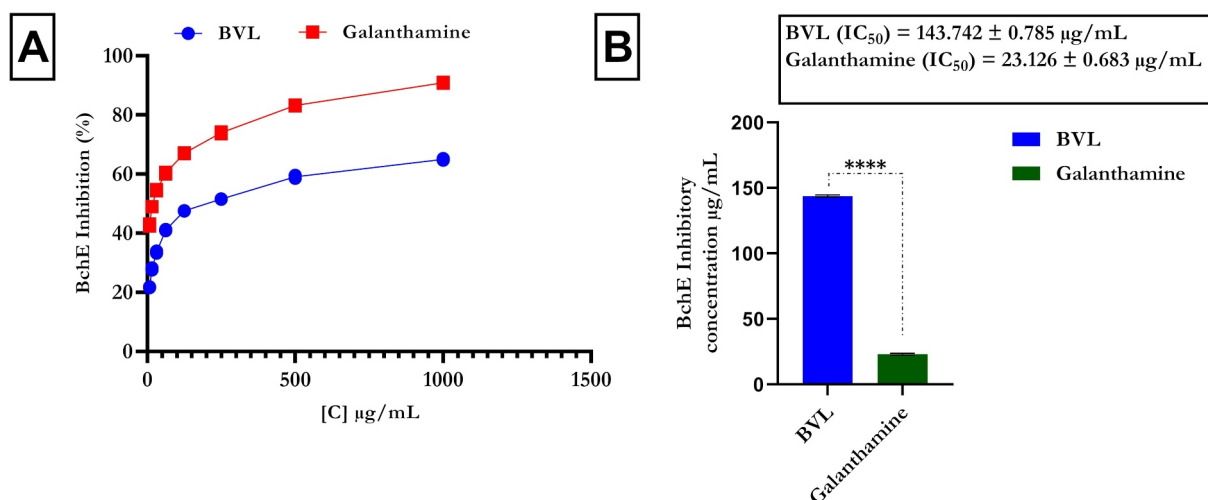 A
BVL
Galanthamine
100
80
60
40
20
0
BchE Inhibition (%)
0
500
1000
1500
[C] µg/mL
B
BVL (IC₅₀) = 143.742 ± 0.785 µg/mL
Galanthamine (IC₅₀) = 23.126 ± 0.683 µg/mL
200
150
100
50
0
BchE Inhibitory
concentration µg/mL
****
BVL
Galanthamine
BVL
Galanthamine